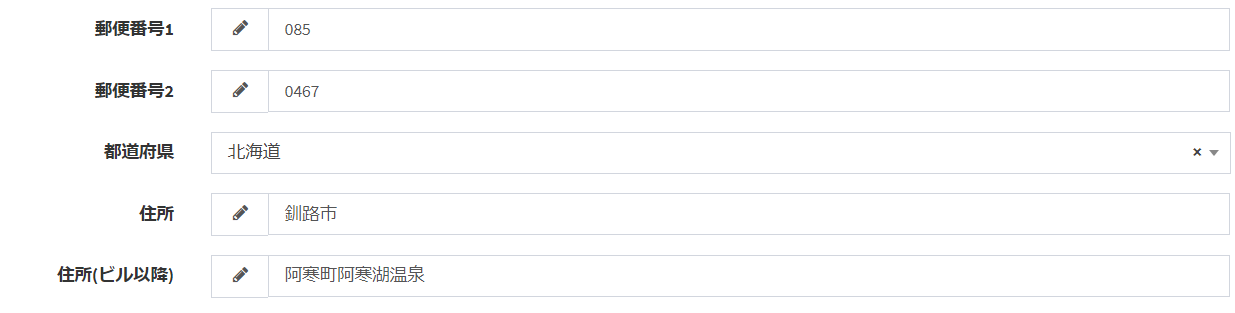 郵便番号1 085
郵便番号2 0467
都道府県 北海道 ×
住所 釧路市
住所(ビル以降) 阿寒町阿寒湖温泉